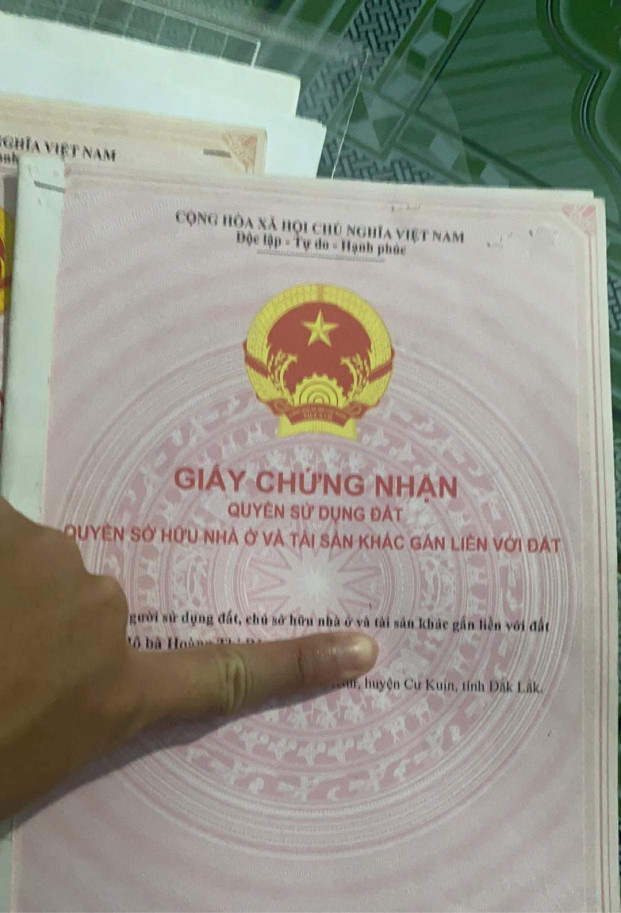 NGHĨA VIỆT NAM
CỘNG HÒA XÃ HỘI CHỦ NGHĨA VIỆT NAM
Độc lập - Tự do - Hạnh phúc
GIẤY CHỨNG NHẬN
QUYỀN SỬ DỤNG ĐẤT
QUYỀN SỞ HỮU NHÀ Ở VÀ TÀI SẢN KHÁC GẮN LIỀN VỚI ĐẤT
gười sử dụng đất, chủ sở hữu nhà ở và tài sản khác gắn liền với đất
Hộ bà
huyện Cư Kuin, tỉnh Đắk Lắk.